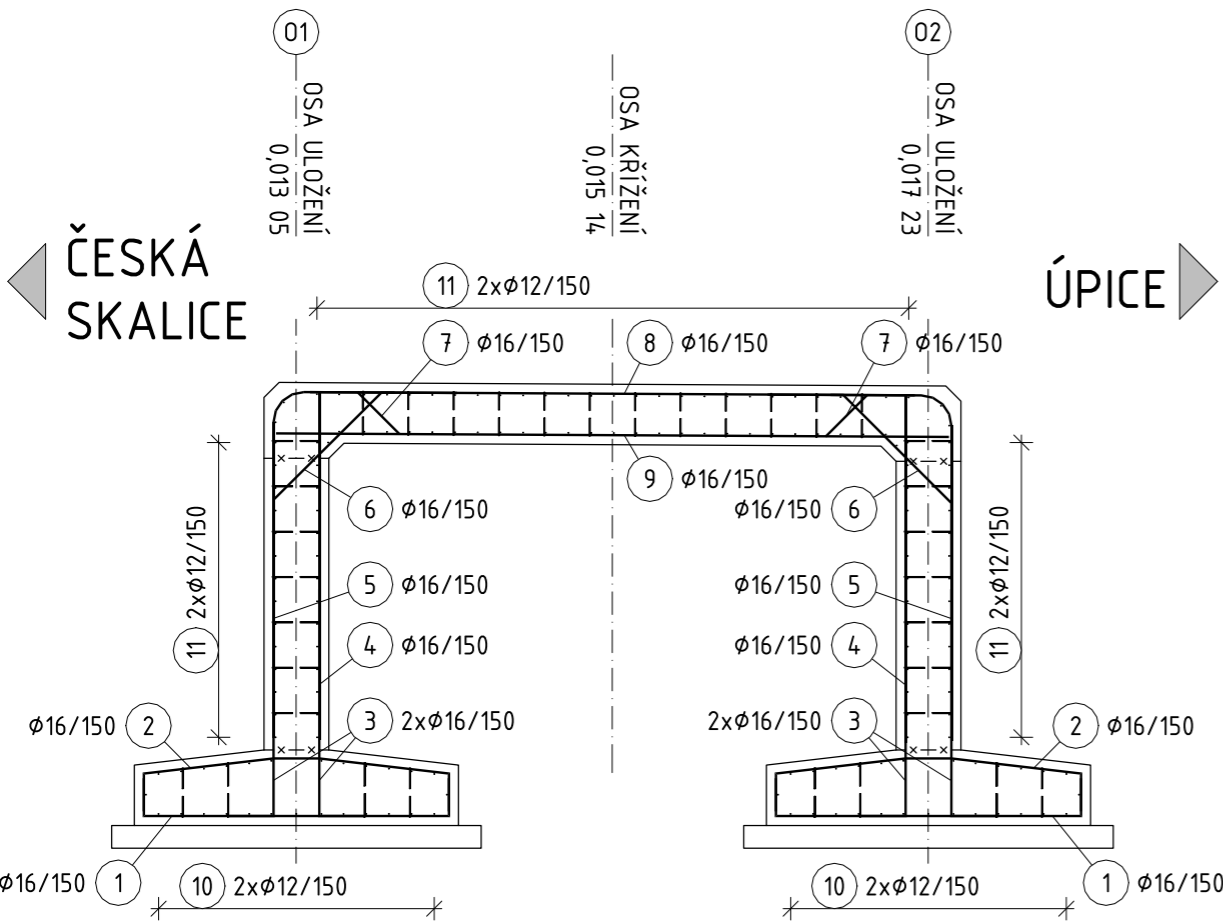 01
02
OSA ULOŽENÍ
0,013 05
OSA KŘÍŽENÍ
0,015 14
OSA ULOŽENÍ
0,017 23
ČESKÁ
SKALICE
ÚPICE
11 2xφ12/150
7 φ16/150
8 φ16/150
7 φ16/150
9 φ16/150
6 φ16/150
φ16/150 6
11 2xφ12/150
11 2xφ12/150
5 φ16/150
φ16/150 5
4 φ16/150
φ16/150 4
φ16/150 2
3 2xφ16/150
2xφ16/150 3
2 φ16/150
φ16/150 1
10 2xφ12/150
10 2xφ12/150
1 φ16/150